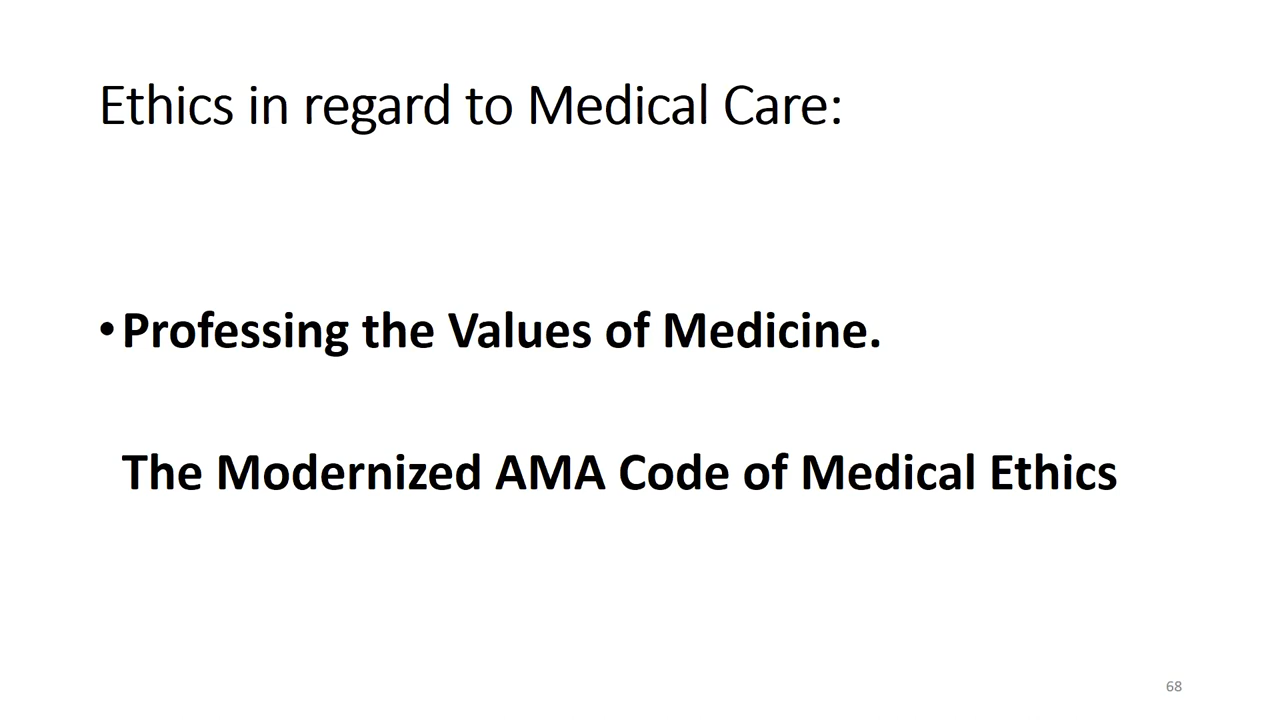 Ethics in regard to Medical Care:
• Professing the Values of Medicine.
The Modernized AMA Code of Medical Ethics
68